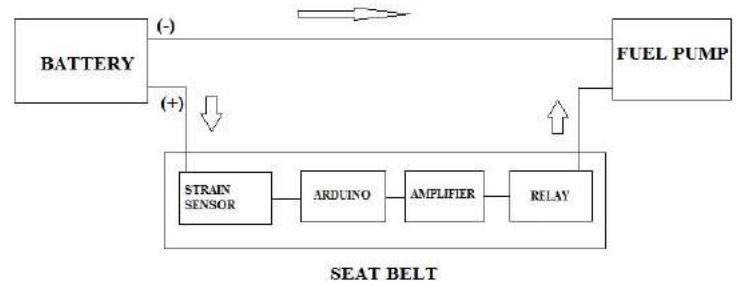 (-)
BATTERY
FUEL PUMP
(+)
STRAIN
SENSOR
ARDUINO
AMPLIFIER
RELAY
SEAT BELT